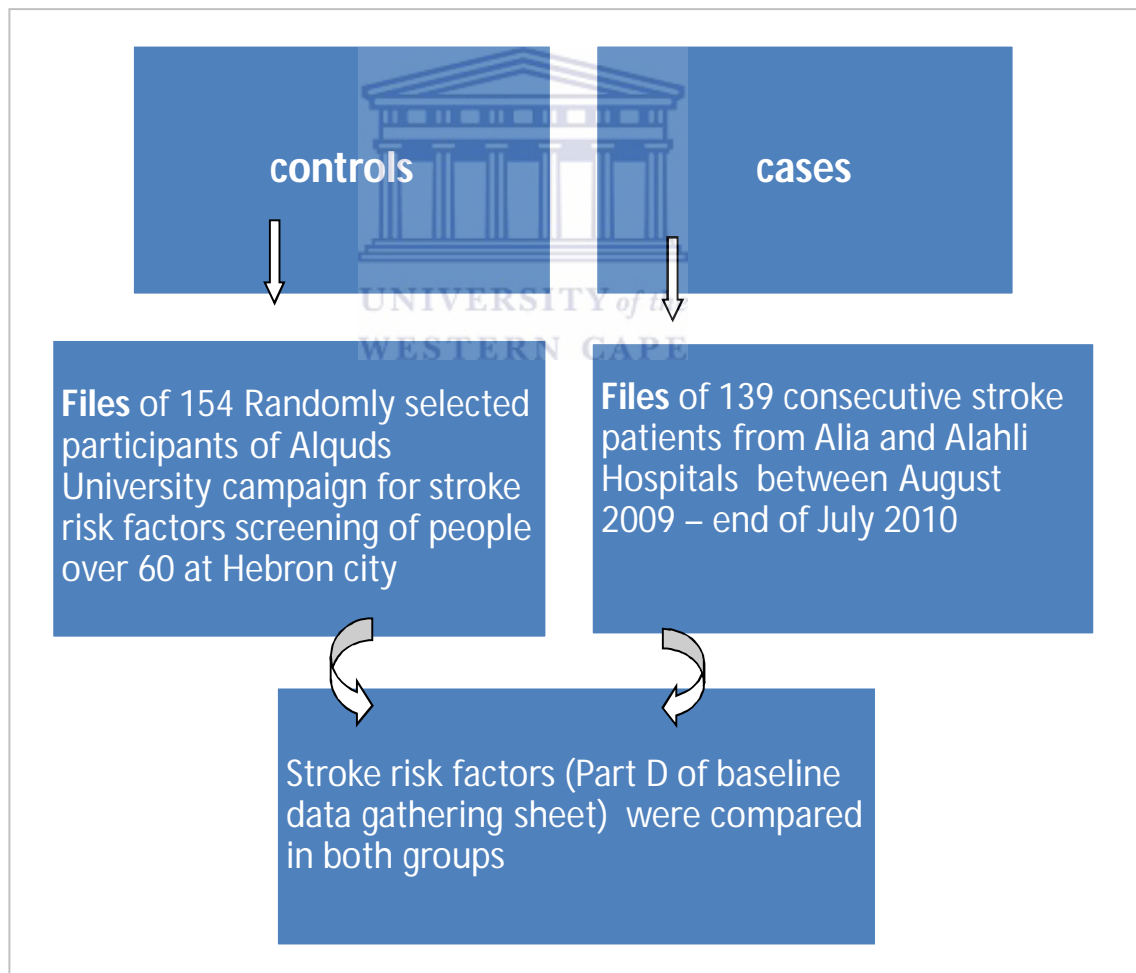 controls
cases
UNIVERSITY of the
WESTERN CAPE
Files of 154 Randomly selected
participants of Alquds
University campaign for stroke
risk factors screening of people
over 60 at Hebron city
Files of 139 consecutive stroke
patients from Alia and Alahli
Hospitals between August
2009 – end of July 2010
Stroke risk factors (Part D of baseline
data gathering sheet) were compared
in both groups